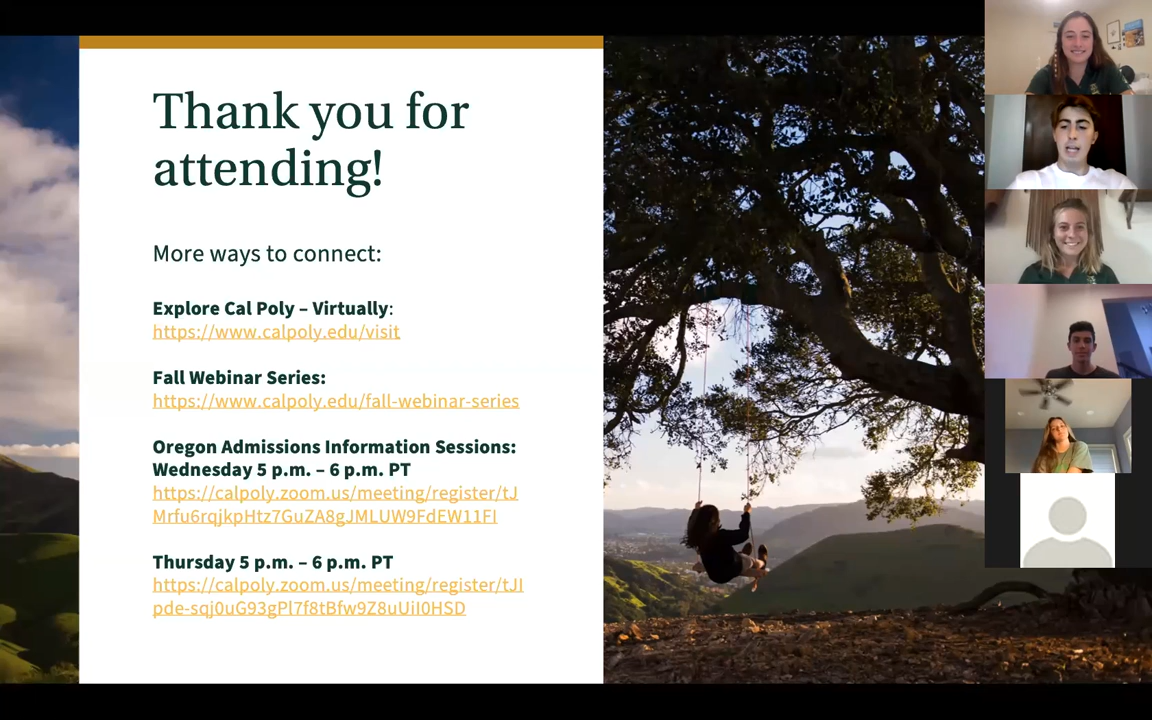 Thank you for
attending!
More ways to connect:
Explore Cal Poly – Virtually:
https://www.calpoly.edu/visit
Fall Webinar Series:
https://www.calpoly.edu/fall-webinar-series
Oregon Admissions Information Sessions:
Wednesday 5 p.m. – 6 p.m. PT
https://calpoly.zoom.us/meeting/register/tJ
Mrfu6rqjkpHtz7GuZA8gJMLUW9FdEW11FI
Thursday 5 p.m. – 6 p.m. PT
https://calpoly.zoom.us/meeting/register/tJI
pde-sqj0uG93gPl7f8tBfw9Z8uUiI0HSD